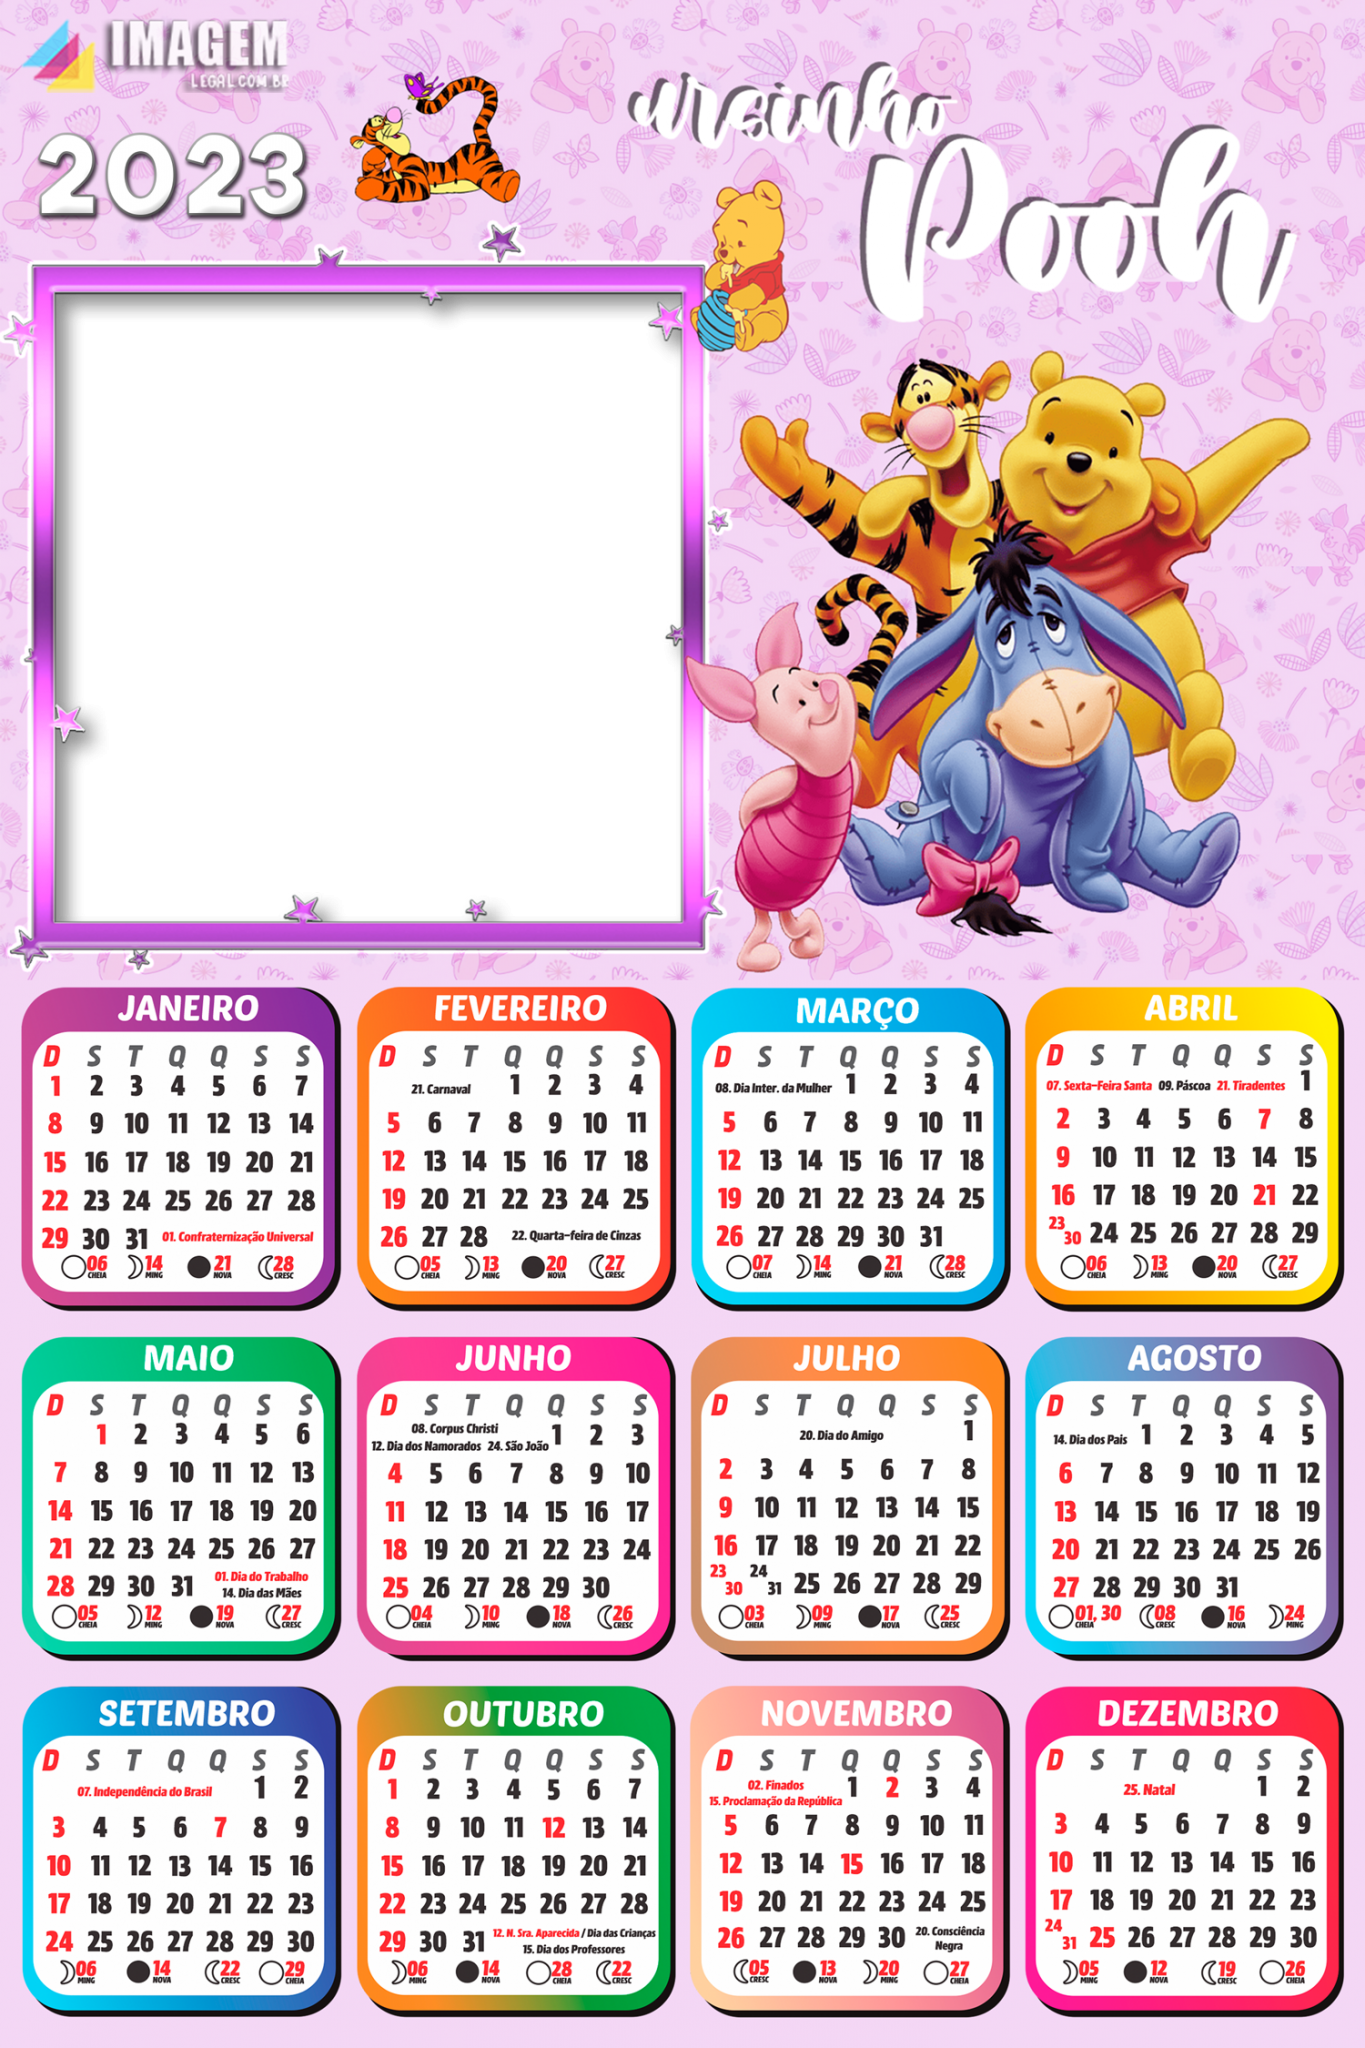 IMAGEM
LEGAL.COM.BR
2023
ursinho
Pooh
JANEIRO
D S T Q Q S S
1 2 3 4 5 6 7
8 9 10 11 12 13 14
15 16 17 18 19 20 21
22 23 24 25 26 27 28
29 30 31 01. Confraternização Universal
06 CHEIA 14 MING 21 NOVA 28 CRESC
FEVEREIRO
D S T Q Q S S
21. Carnaval 1 2 3 4
5 6 7 8 9 10 11
12 13 14 15 16 17 18
19 20 21 22 23 24 25
26 27 28 22. Quarta-feira de Cinzas
05 CHEIA 13 MING 20 NOVA 27 CRESC
MARÇO
D S T Q Q S S
08. Dia Inter. da Mulher 1 2 3 4
5 6 7 8 9 10 11
12 13 14 15 16 17 18
19 20 21 22 23 24 25
26 27 28 29 30 31
07 CHEIA 14 MING 21 NOVA 28 CRESC
ABRIL
D S T Q Q S S
07. Sexta-Feira Santa 09. Páscoa 21. Tiradentes 1
2 3 4 5 6 7 8
9 10 11 12 13 14 15
16 17 18 19 20 21 22
23 30 24 25 26 27 28 29
06 CHEIA 13 MING 20 NOVA 27 CRESC
MAIO
D S T Q Q S S
1 2 3 4 5 6
7 8 9 10 11 12 13
14 15 16 17 18 19 20
21 22 23 24 25 26 27
01. Dia do Trabalho
28 29 30 31 14. Dia das Mães
05 CHEIA 12 MING 19 NOVA 27 CRESC
JUNHO
D S T Q Q S S
08. Corpus Christi
12. Dia dos Namorados 24. São João 1 2 3
4 5 6 7 8 9 10
11 12 13 14 15 16 17
18 19 20 21 22 23 24
25 26 27 28 29 30
04 CHEIA 10 MING 18 NOVA 26 CRESC
JULHO
D S T Q Q S S
20. Dia do Amigo 1
2 3 4 5 6 7 8
9 10 11 12 13 14 15
16 17 18 19 20 21 22
23 30 24 31 25 26 27 28 29
03 CHEIA 09 MING 17 NOVA 25 CRESC
AGOSTO
D S T Q Q S S
14. Dia dos Pais 1 2 3 4 5
6 7 8 9 10 11 12
13 14 15 16 17 18 19
20 21 22 23 24 25 26
27 28 29 30 31
01, 30 CHEIA 08 CRESC 16 NOVA 24 MING
SETEMBRO
D S T Q Q S S
07. Independência do Brasil 1 2
3 4 5 6 7 8 9
10 11 12 13 14 15 16
17 18 19 20 21 22 23
24 25 26 27 28 29 30
06 MING 14 NOVA 22 CRESC 29 CHEIA
OUTUBRO
D S T Q Q S S
1 2 3 4 5 6 7
8 9 10 11 12 13 14
15 16 17 18 19 20 21
22 23 24 25 26 27 28
12. N. Sra. Aparecida / Dia das Crianças
29 30 31 15. Dia dos Professores
06 MING 14 NOVA 28 CHEIA 22 CRESC
NOVEMBRO
D S T Q Q S S
02. Finados 1 2 3 4
15. Proclamação da República
5 6 7 8 9 10 11
12 13 14 15 16 17 18
19 20 21 22 23 24 25
26 27 28 29 30 20. Consciência
Negra
05 CRESC 13 NOVA 20 MING 27 CHEIA
DEZEMBRO
D S T Q Q S S
25. Natal 1 2
3 4 5 6 7 8 9
10 11 12 13 14 15 16
17 18 19 20 21 22 23
24 31 25 26 27 28 29 30
05 MING 12 NOVA 19 CRESC 26 CHEIA